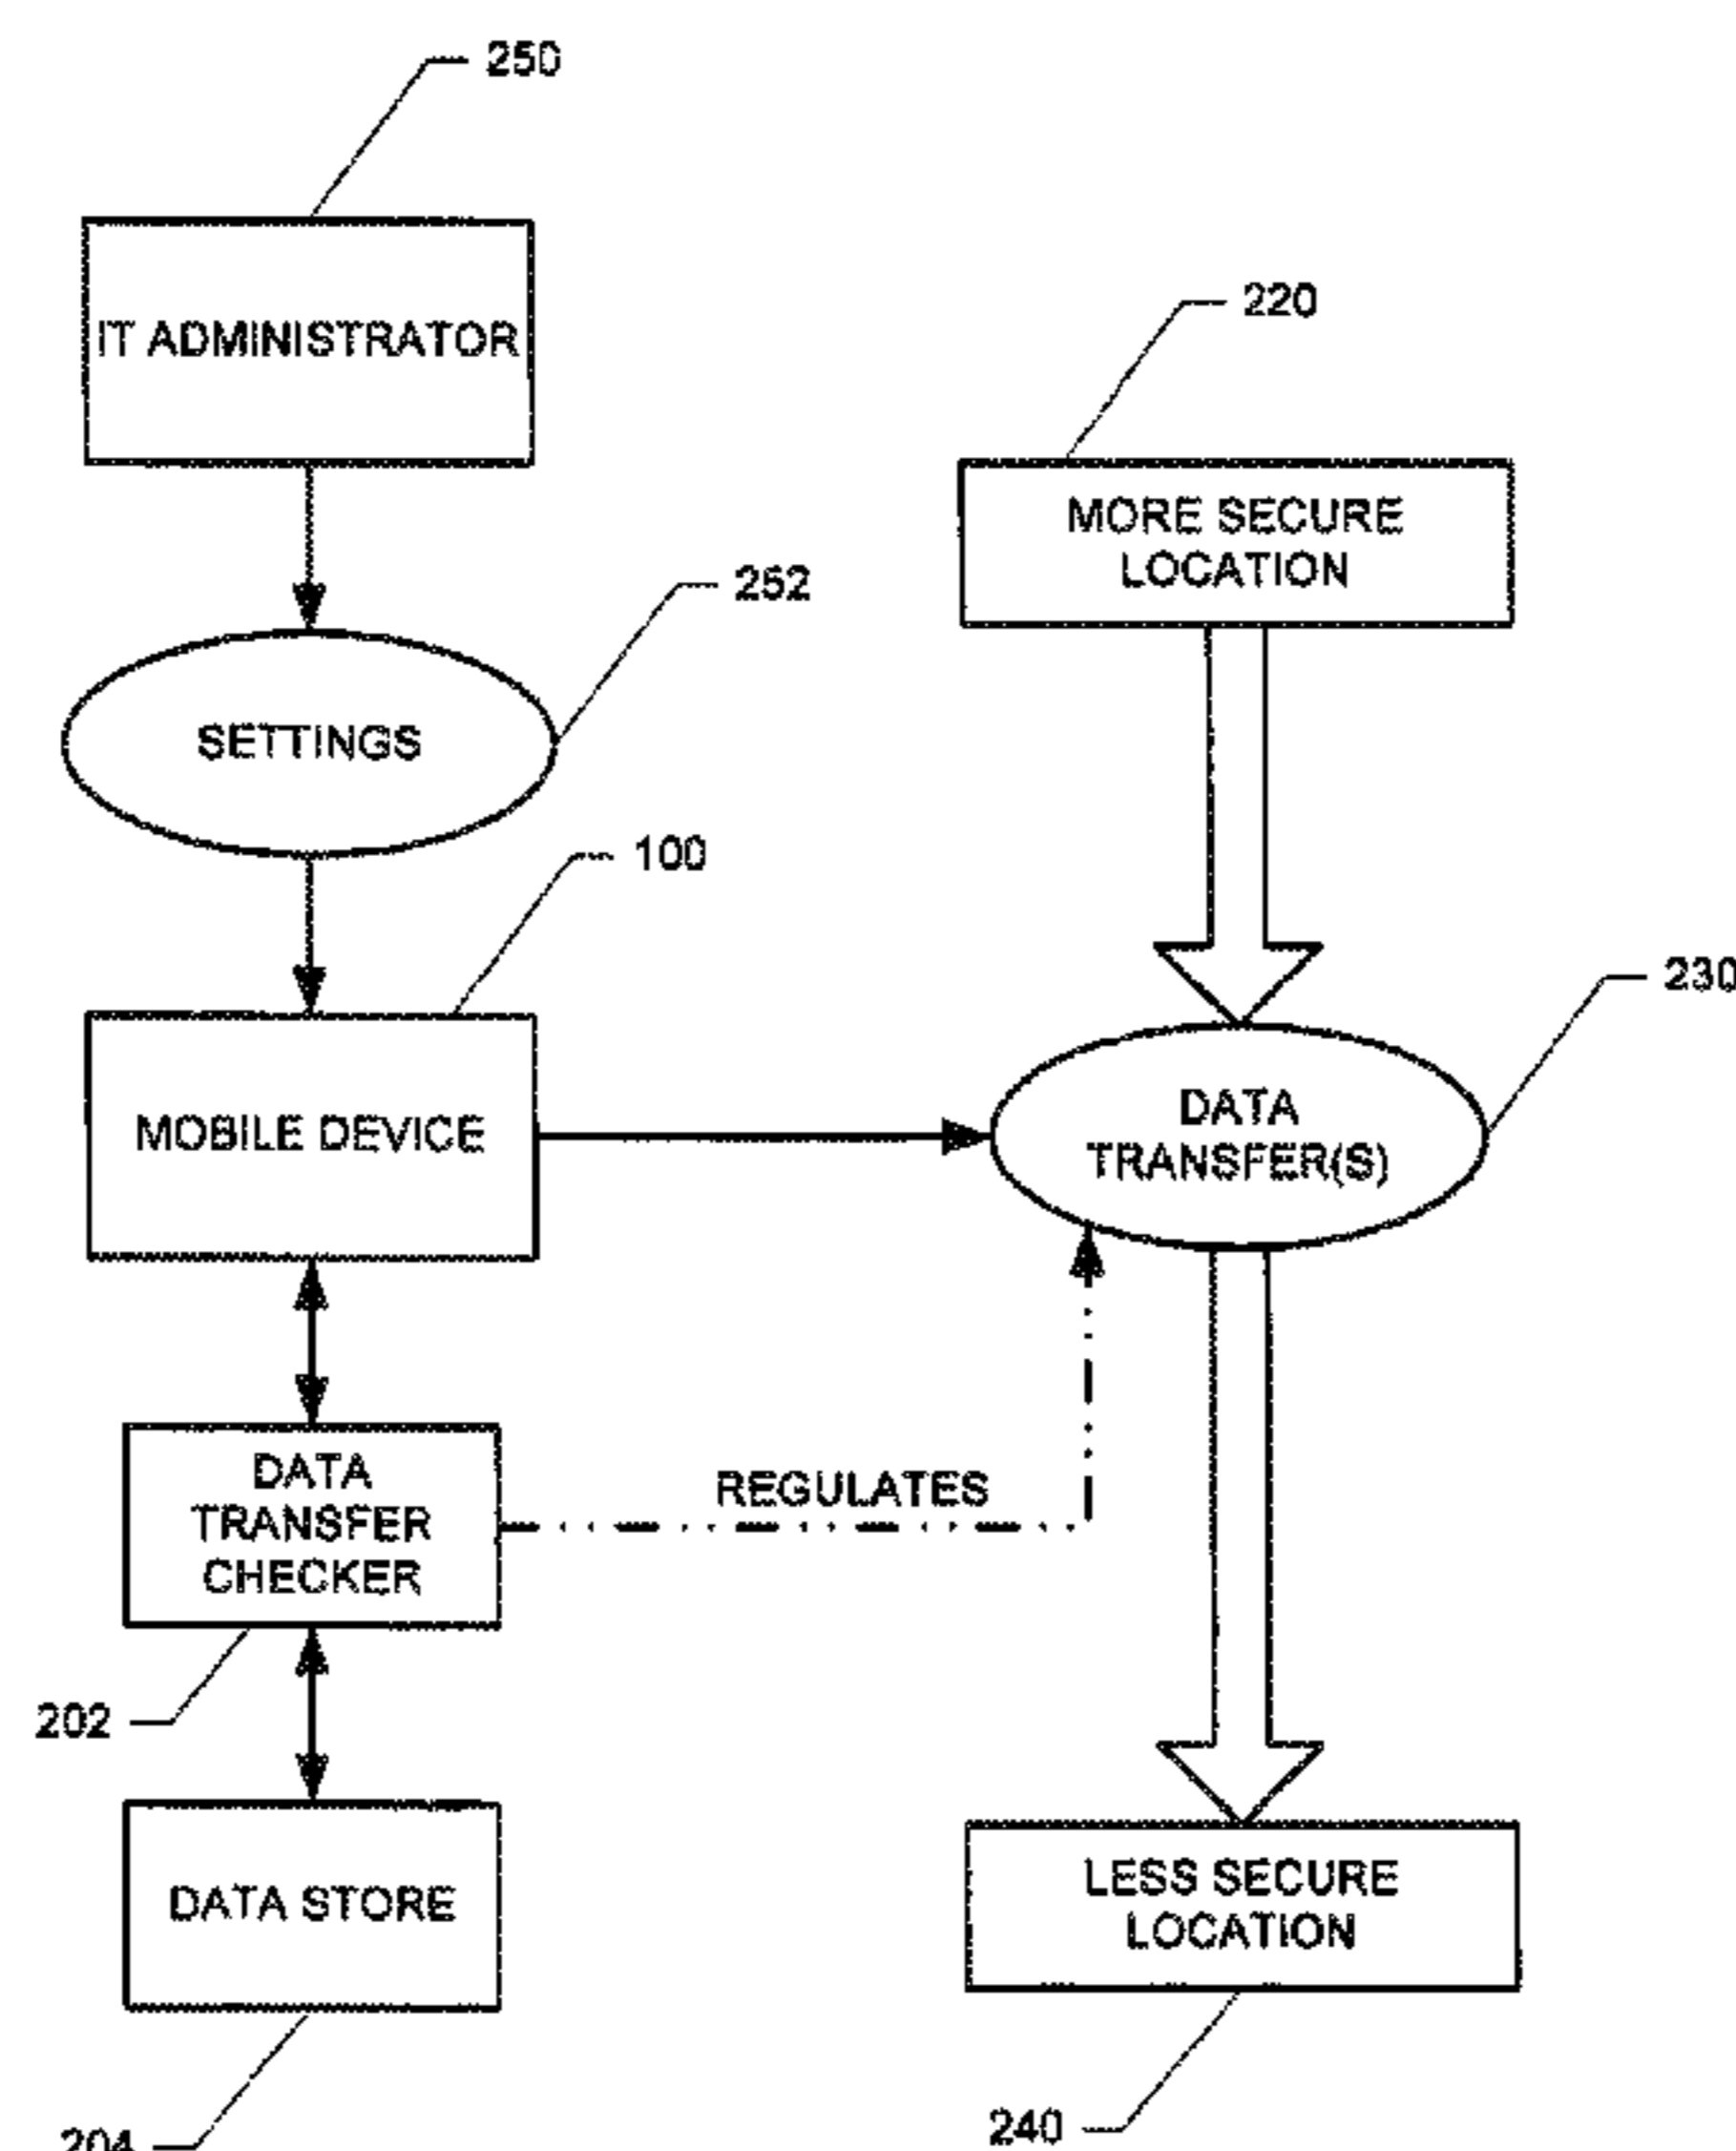 250
IT ADMINISTRATOR
220
MORE SECURE
LOCATION
252
SETTINGS
100
MOBILE DEVICE
230
DATA
TRANSFER(S)
DATA
TRANSFER
CHECKER
REGULATES
202
DATA STORE
LESS SECURE
LOCATION
204
240